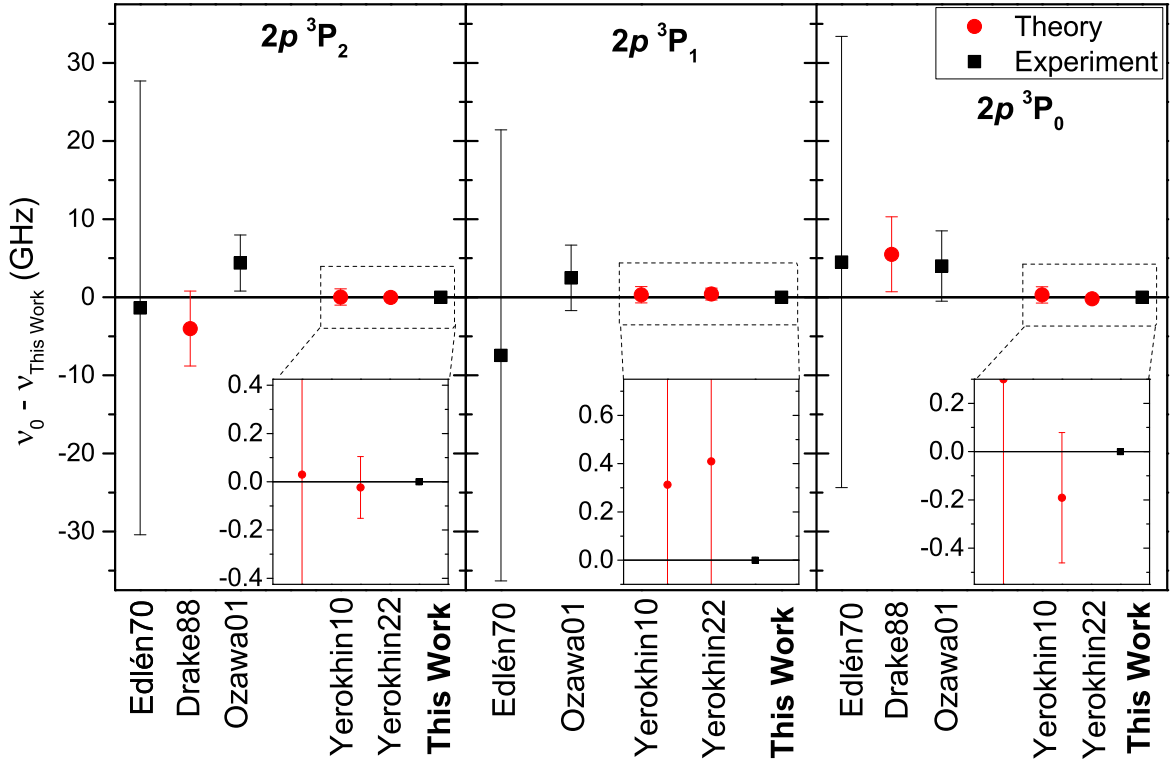 2p ³P₂
2p ³P₁
Theory
Experiment
2p ³P₀
ν₀ - ν_This Work (GHz)
30
20
10
0
-10
-20
-30
0.4
0.2
0.0
-0.2
-0.4
0.6
0.4
0.2
0.0
0.2
0.0
-0.2
-0.4
Edlén70
Drake88
Ozawa01
Yerokhin10
Yerokhin22
This Work
Edlén70
Ozawa01
Yerokhin10
Yerokhin22
This Work
Edlén70
Drake88
Ozawa01
Yerokhin10
Yerokhin22
This Work